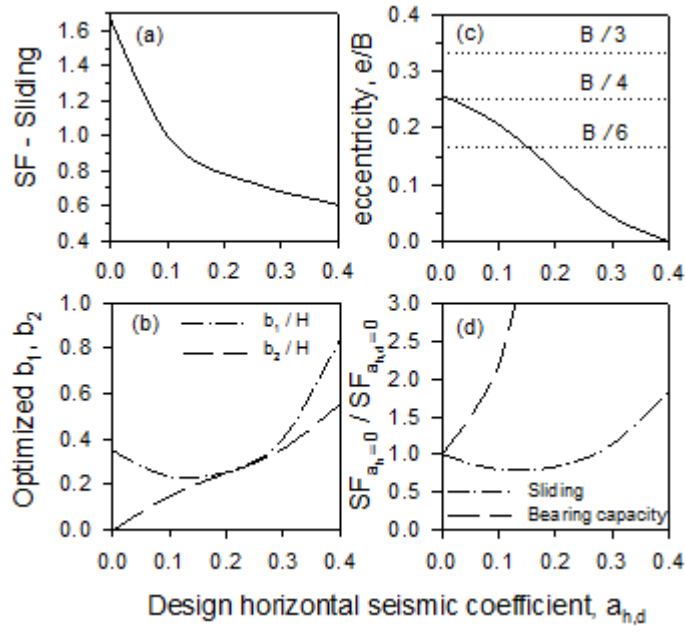 SF - Sliding
1.6
1.4
1.2
1.0
0.8
0.6
0.4
(a)
0.0 0.1 0.2 0.3 0.4
eccentricity, e/B
0.4
0.3
0.2
0.1
0.0
(c)
B / 3
B / 4
B / 6
0.0 0.1 0.2 0.3 0.4
Optimized b1, b2
1.0
0.8
0.6
0.4
0.2
0.0
(b)
b1 / H
b2 / H
0.0 0.1 0.2 0.3 0.4
SFah=0 / SFah,d=0
3.0
2.5
2.0
1.5
1.0
0.5
0.0
(d)
Sliding
Bearing capacity
0.0 0.1 0.2 0.3 0.4
Design horizontal seismic coefficient, ah,d